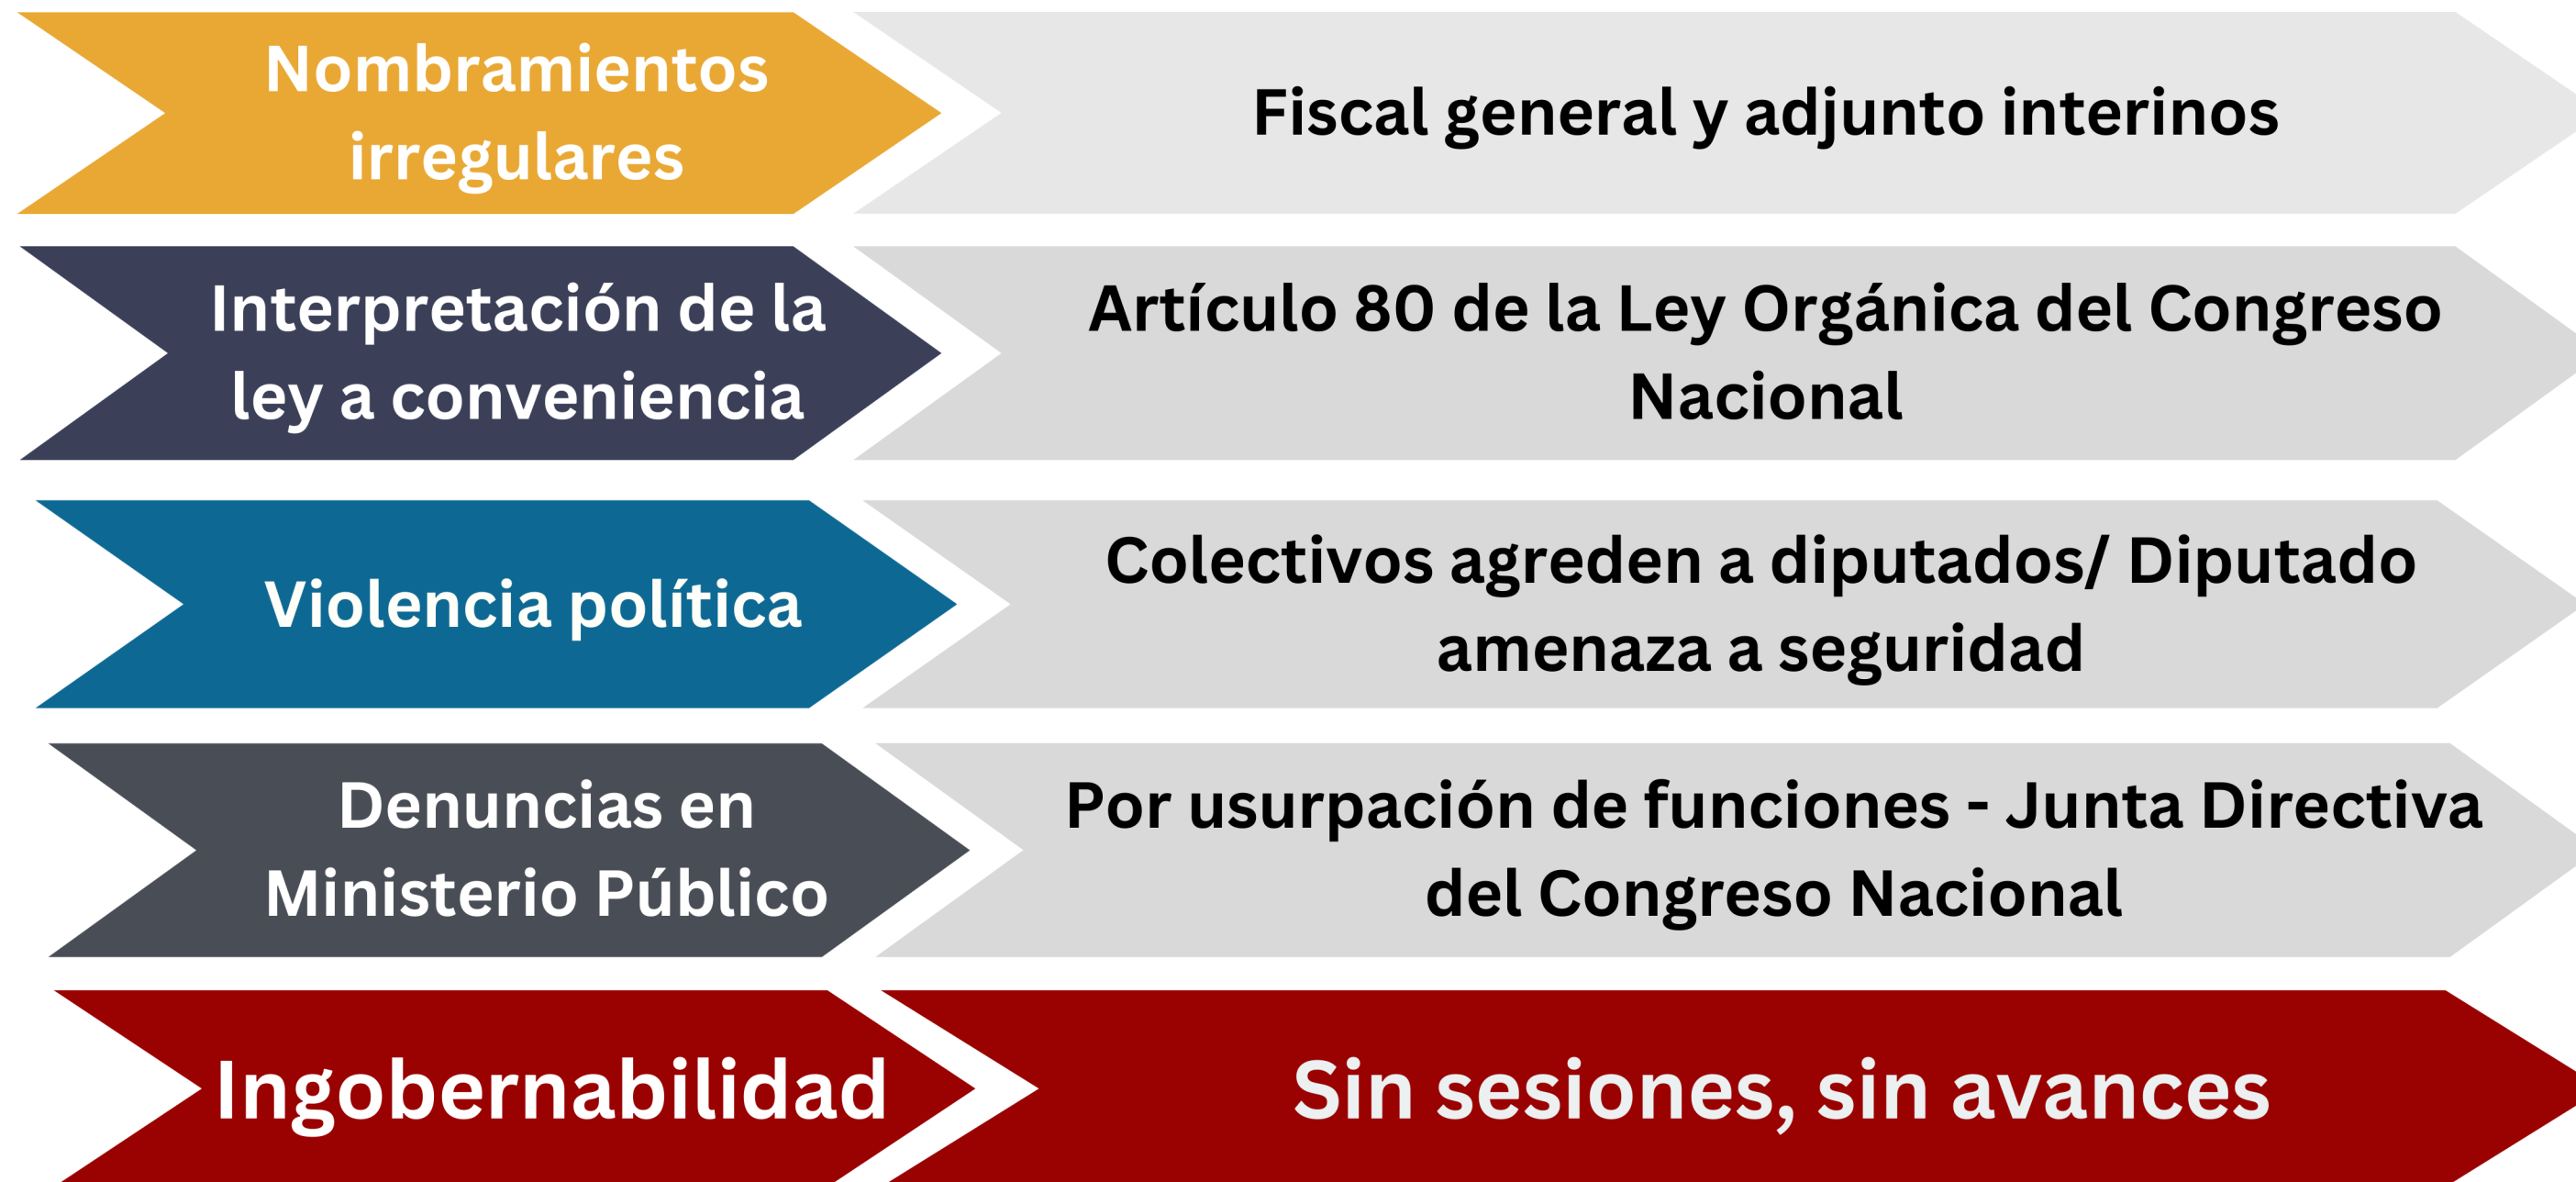 Nombramientos
irregulares
Fiscal general y adjunto interinos
Interpretación de la
ley a conveniencia
Artículo 80 de la Ley Orgánica del Congreso
Nacional
Violencia política
Colectivos agreden a diputados/ Diputado
amenaza a seguridad
Denuncias en
Ministerio Público
Por usurpación de funciones - Junta Directiva
del Congreso Nacional
Ingobernabilidad
Sin sesiones, sin avances